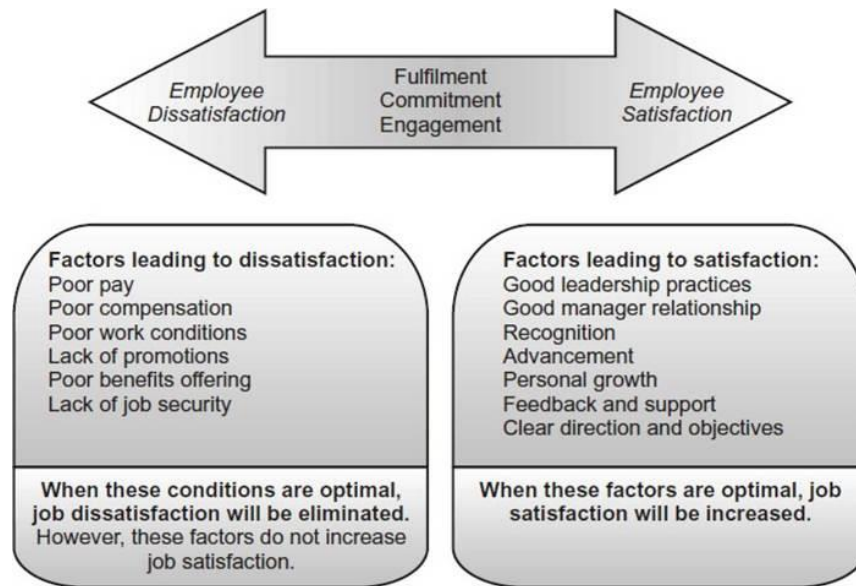 Employee
Dissatisfaction
Fulfilment
Commitment
Engagement
Employee
Satisfaction
Factors leading to dissatisfaction:
Poor pay
Poor compensation
Poor work conditions
Lack of promotions
Poor benefits offering
Lack of job security
When these conditions are optimal,
job dissatisfaction will be eliminated.
However, these factors do not increase
job satisfaction.
Factors leading to satisfaction:
Good leadership practices
Good manager relationship
Recognition
Advancement
Personal growth
Feedback and support
Clear direction and objectives
When these factors are optimal, job
satisfaction will be increased.